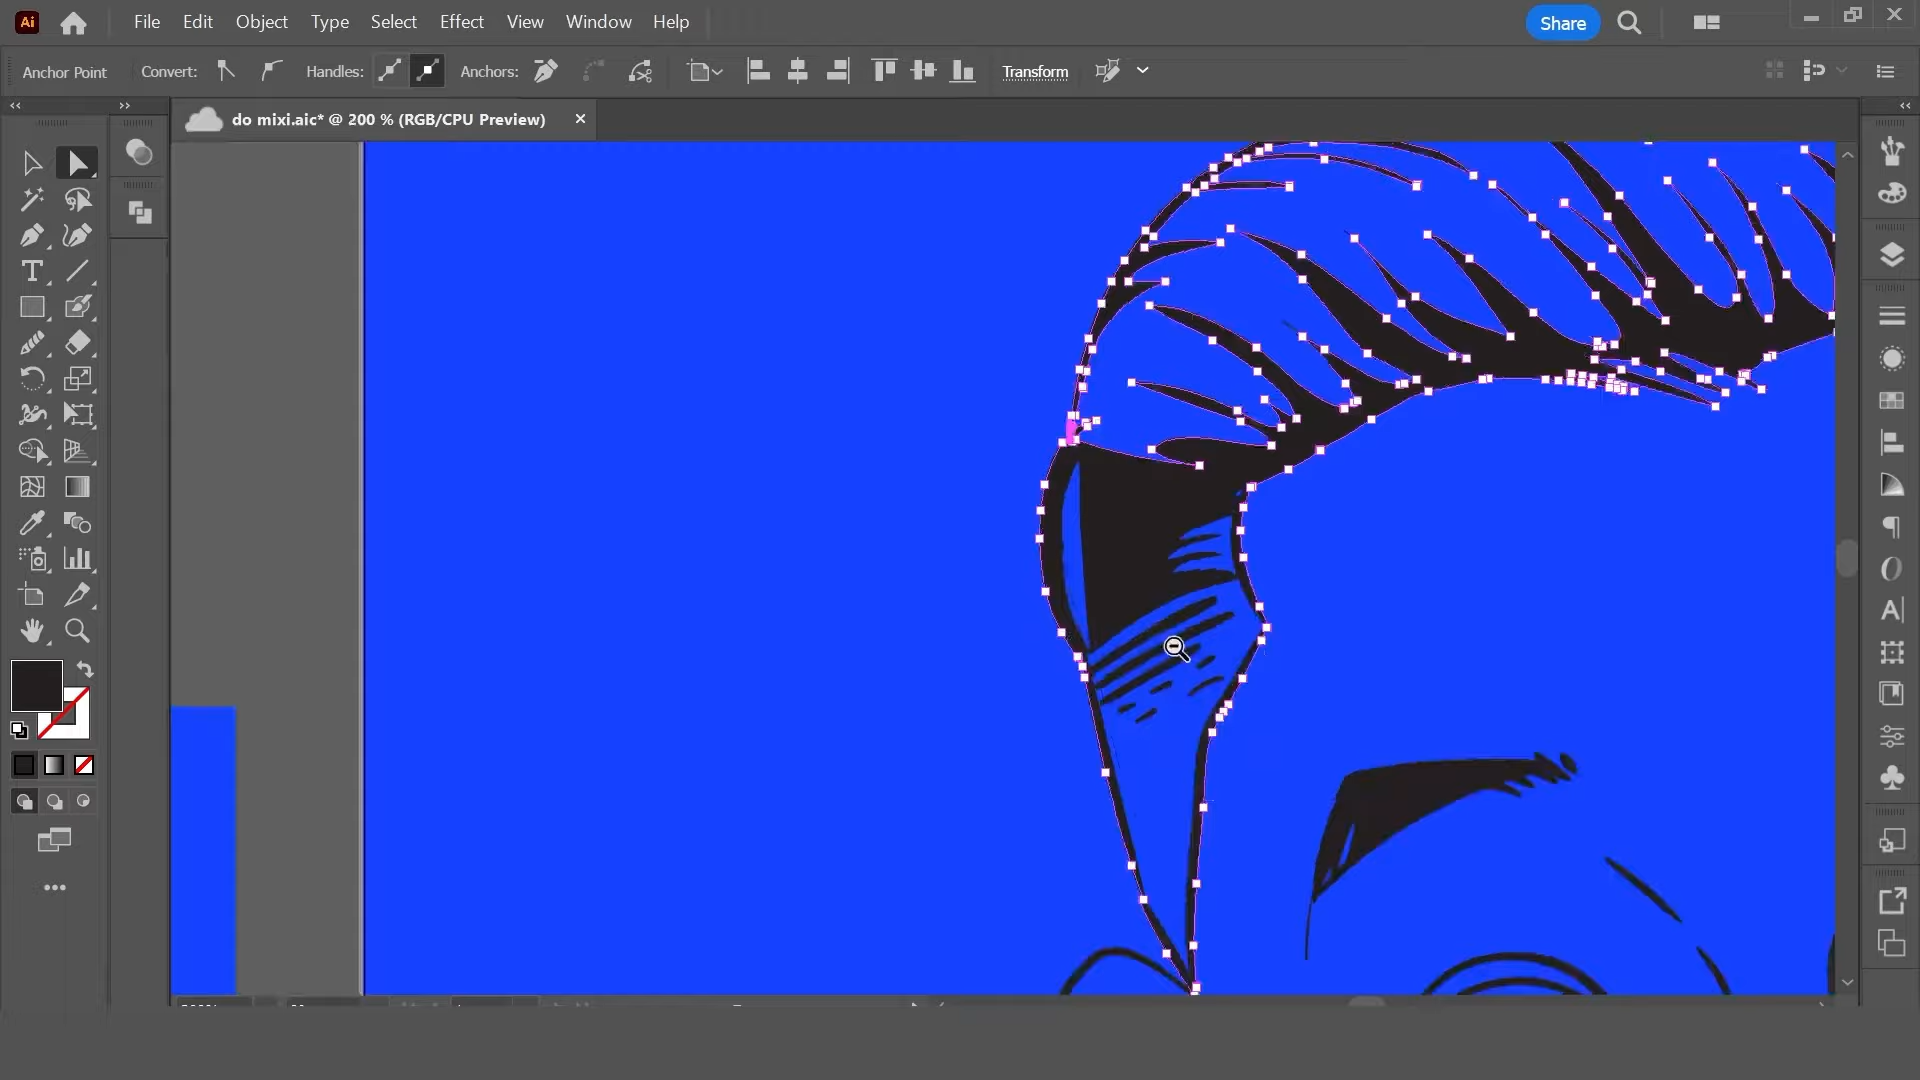 Ai File Edit Object Type Select Effect View Window Help Share
Anchor Point Convert: Handles: Anchors: Transform
do mixi.aic* @ 200 % (RGB/CPU Preview)